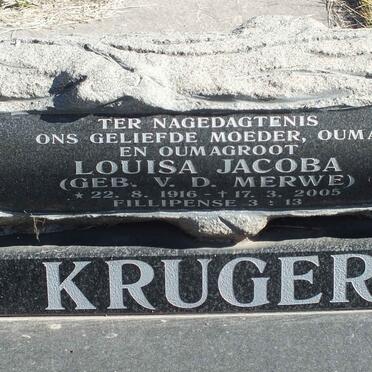 TER NAGEDAGTENIS
ONS GELIEFDE MOEDER, OUMA
EN OUMAGROOT
LOUISA JACOBA
(GEB. V. D. MERWE)
* 22. 8. 1916 - † 17. 3. 2005
FILLIPENSE 3 : 13
KRUGER